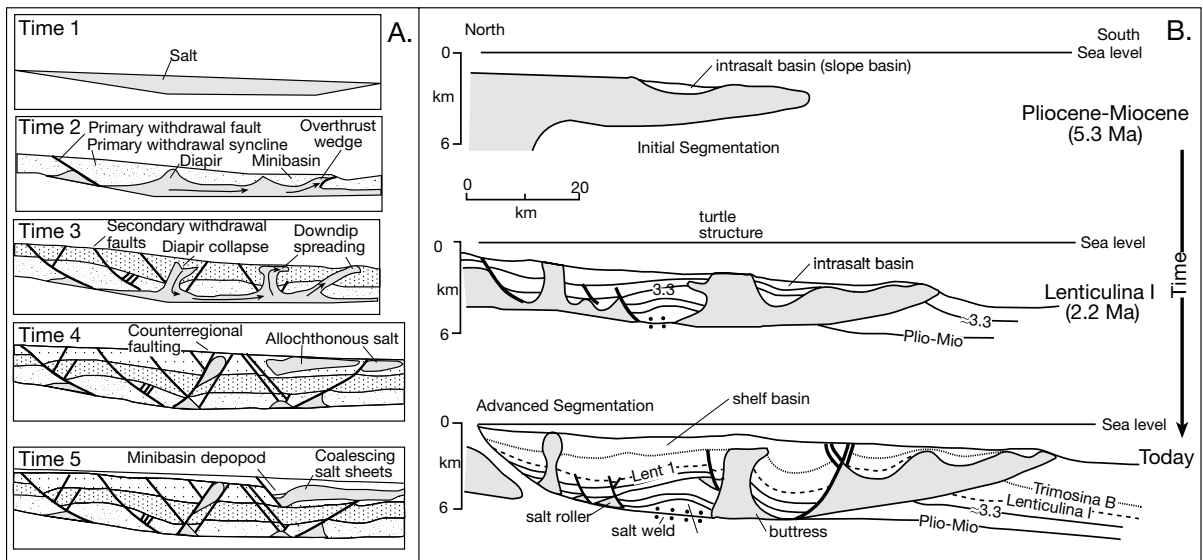 A.
Time 1
Salt
Time 2
Primary withdrawal fault
Primary withdrawal syncline
Diapir
Minibasin
Overthrust
wedge
Time 3
Secondary withdrawal
faults
Diapir collapse
Downdip
spreading
Time 4
Counterregional
faulting
Allochthonous salt
Time 5
Minibasin depopod
Coalescing
salt sheets
B.
North
South
0
Sea level
km
6
intrasalt basin (slope basin)
Initial Segmentation
Pliocene-Miocene
(5.3 Ma)
0
20
km
turtle
structure
0
Sea level
km
6
3.3
intrasalt basin
≈3.3
Plio-Mio
Lenticulina I
(2.2 Ma)
Time
Advanced Segmentation
shelf basin
0
Sea level
km
6
Today
Lent 1
salt roller
salt weld
buttress
Trimosina B
Lenticulina I
≈3.3
Plio-Mio